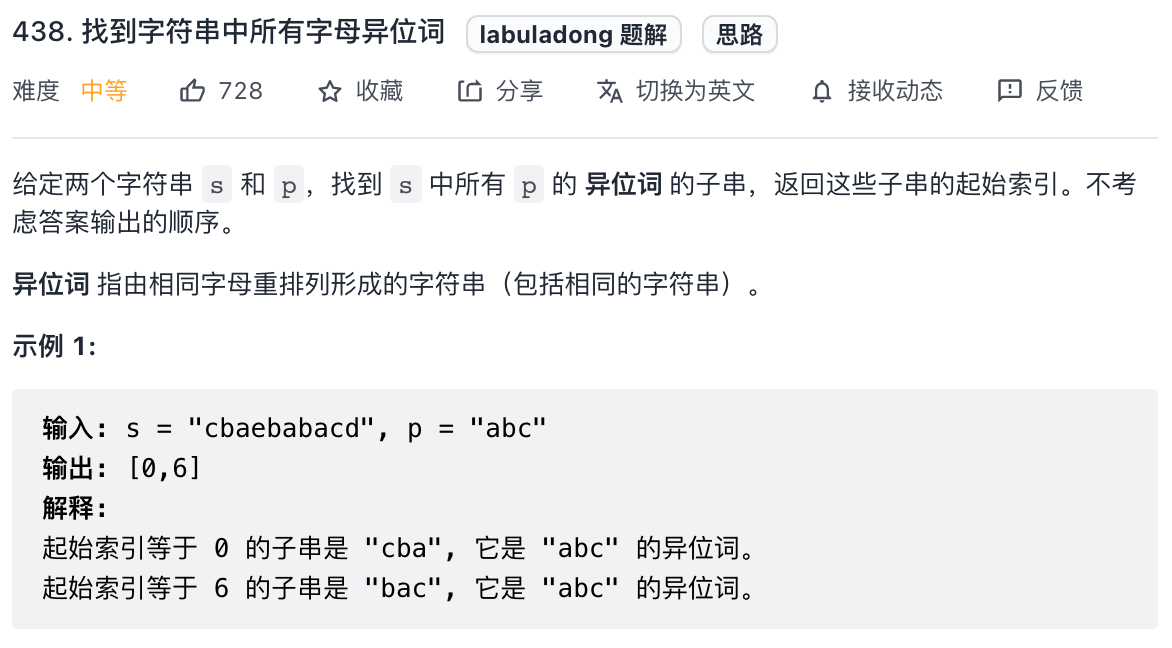 438. 找到字符串中所有字母异位词 labuladong 题解 思路
难度 中等 728 收藏 分享 切换为英文 接收动态 反馈
给定两个字符串 s 和 p，找到 s 中所有 p 的 异位词 的子串，返回这些子串的起始索引。不考
虑答案输出的顺序。
异位词 指由相同字母重排列形成的字符串（包括相同的字符串）。
示例 1:
输入: s = "cbaebabacd", p = "abc"
输出: [0,6]
解释:
起始索引等于 0 的子串是 "cba", 它是 "abc" 的异位词。
起始索引等于 6 的子串是 "bac", 它是 "abc" 的异位词。